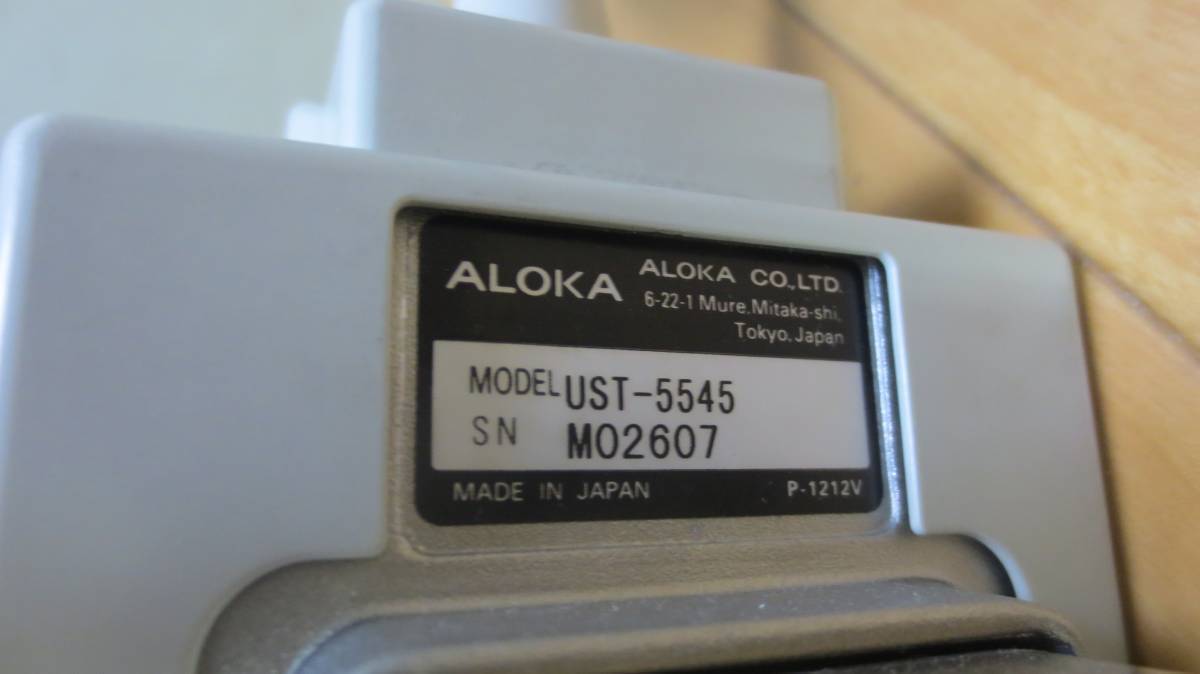 ALOKA
ALOKA CO.,LTD.
6-22-1 Mure, Mitaka-shi,
Tokyo, Japan
MODEL UST-5545
SN M02607
MADE IN JAPAN P-1212V